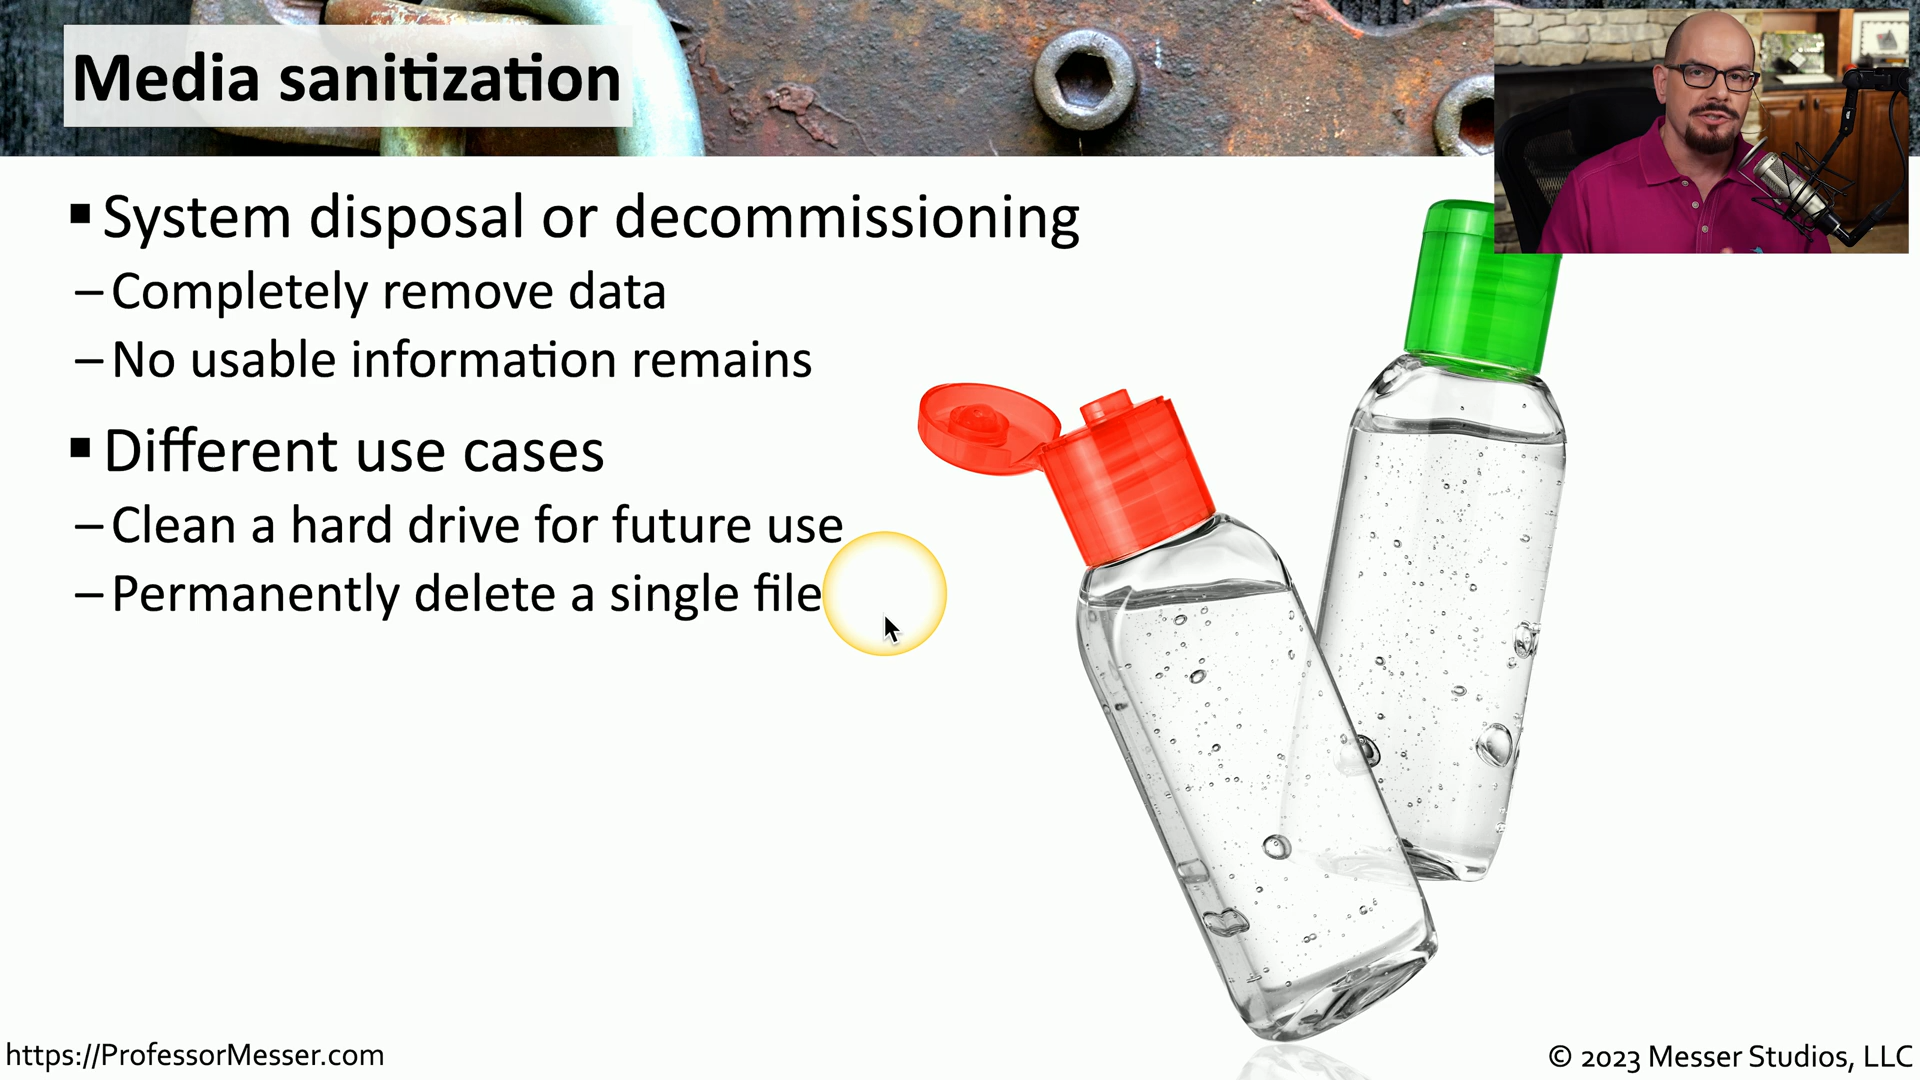 Media sanitization
▪ System disposal or decommissioning
– Completely remove data
– No usable information remains
▪ Different use cases
– Clean a hard drive for future use
– Permanently delete a single file
https://ProfessorMesser.com
© 2023 Messer Studios, LLC